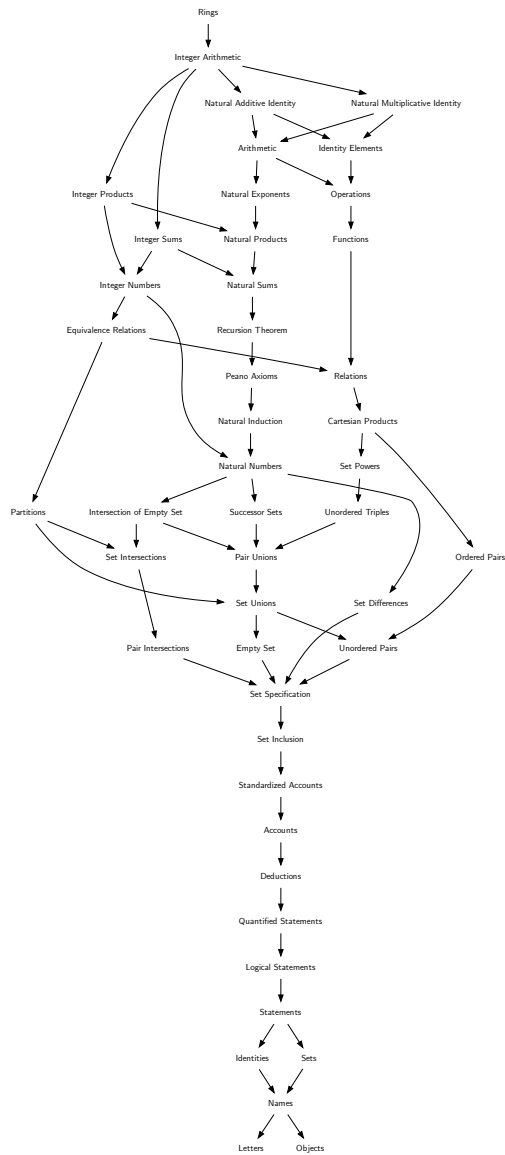 Rings
Integer Arithmetic
Natural Additive Identity
Natural Multiplicative Identity
Arithmetic
Identity Elements
Integer Products
Natural Exponents
Operations
Integer Sums
Natural Products
Functions
Integer Numbers
Natural Sums
Equivalence Relations
Recursion Theorem
Peano Axioms
Relations
Natural Induction
Cartesian Products
Natural Numbers
Set Powers
Partitions
Intersection of Empty Set
Successor Sets
Unordered Triples
Set Intersections
Pair Unions
Ordered Pairs
Set Unions
Set Differences
Pair Intersections
Empty Set
Unordered Pairs
Set Specification
Set Inclusion
Standardized Accounts
Accounts
Deductions
Quantified Statements
Logical Statements
Statements
Identities
Sets
Names
Letters
Objects